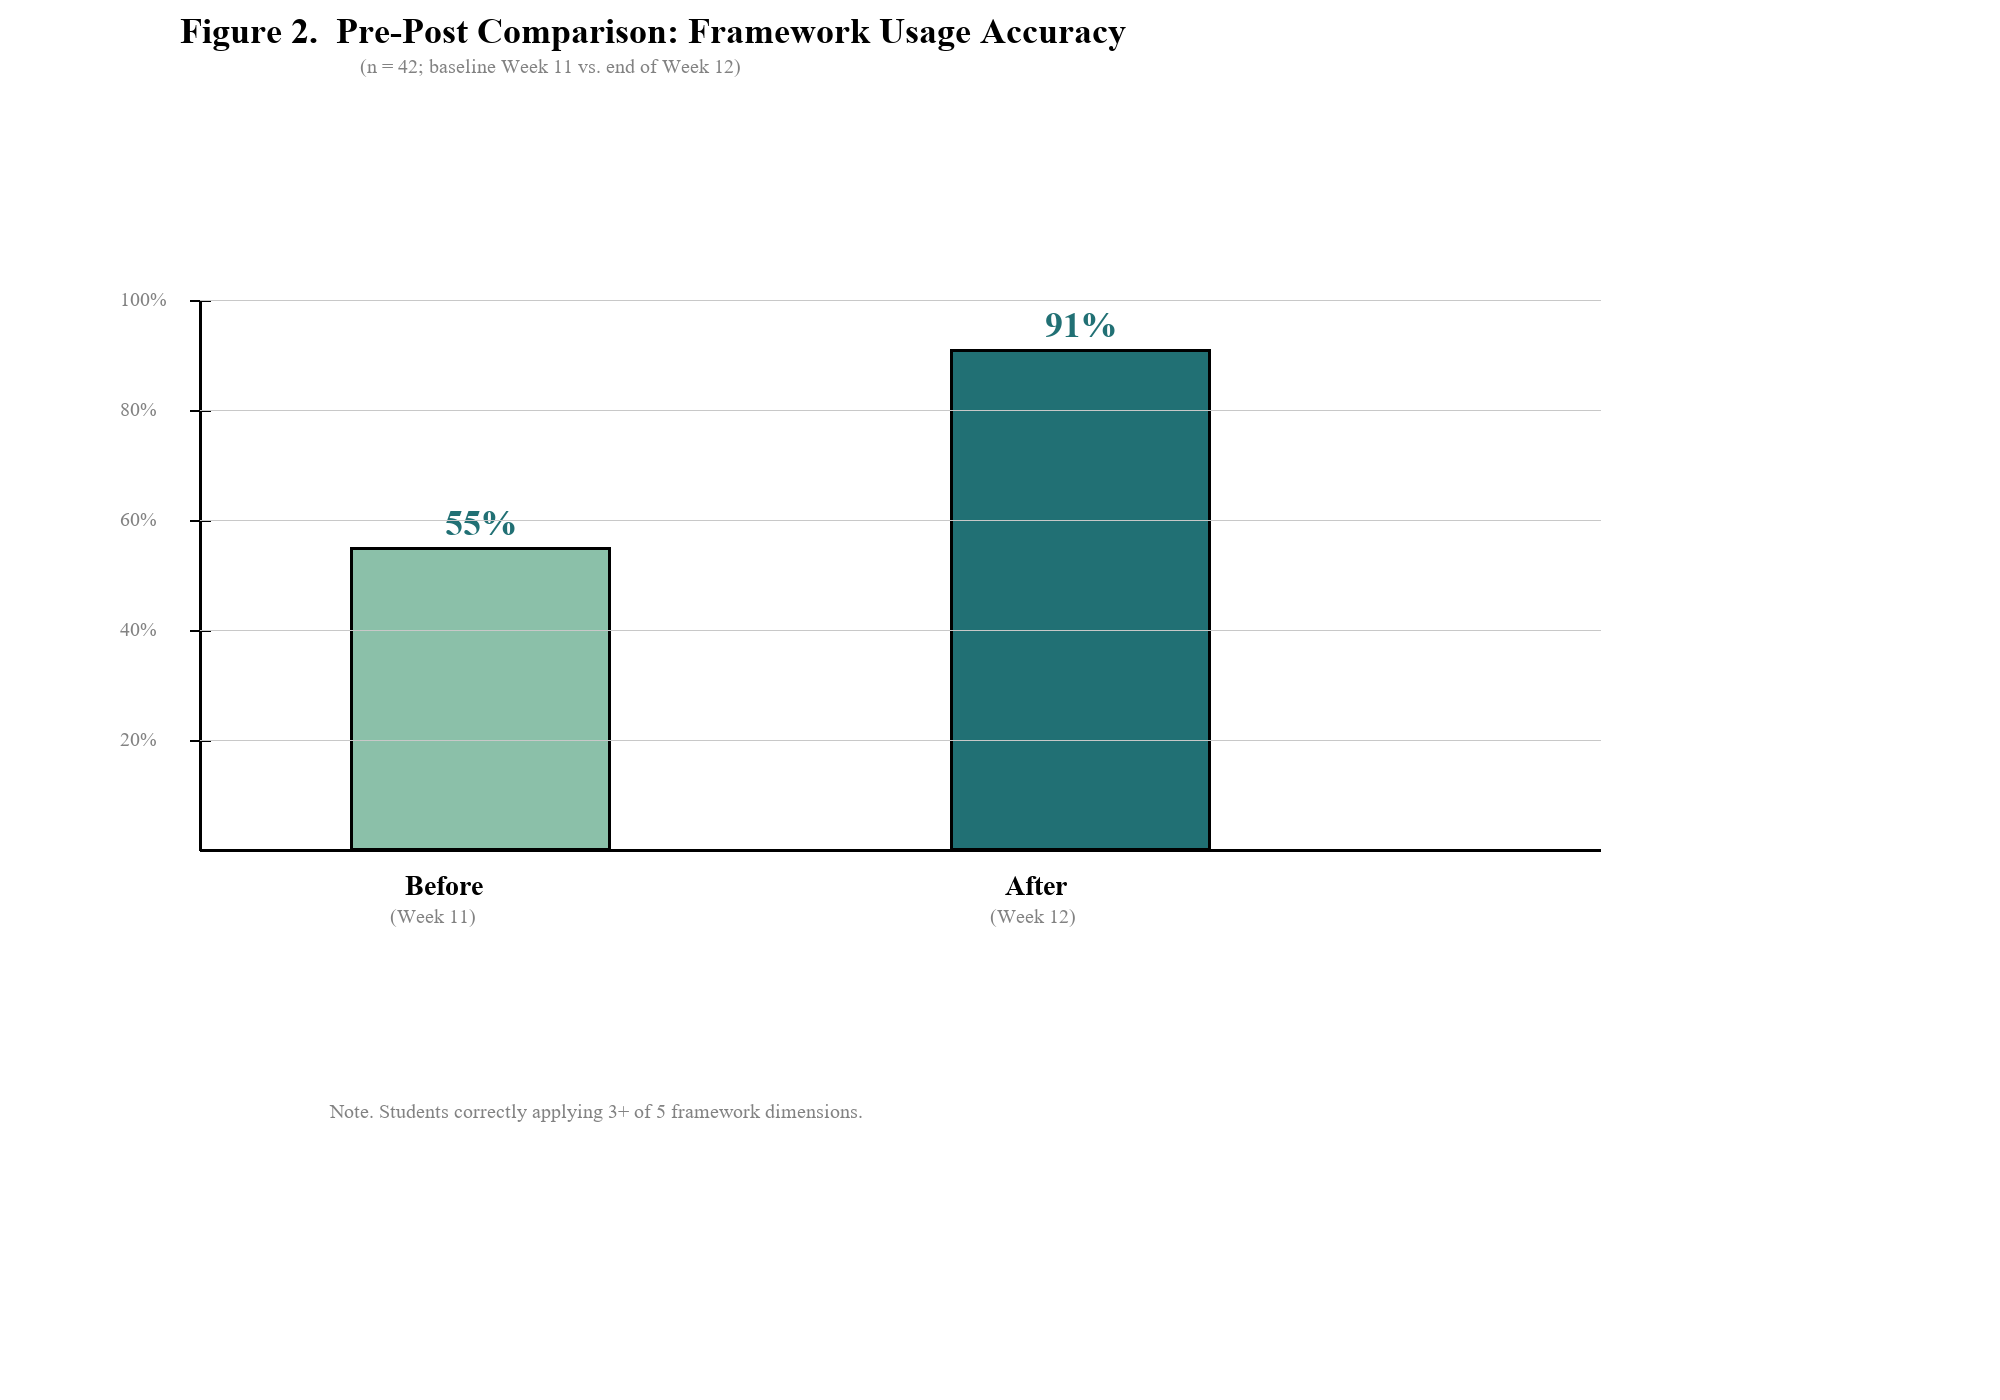 Figure 2.  Pre-Post Comparison: Framework Usage Accuracy
(n = 42; baseline Week 11 vs. end of Week 12)
100%
91%
80%
60%
55%
40%
20%
Before
After
(Week 11)
(Week 12)
Note. Students correctly applying 3+ of 5 framework dimensions.